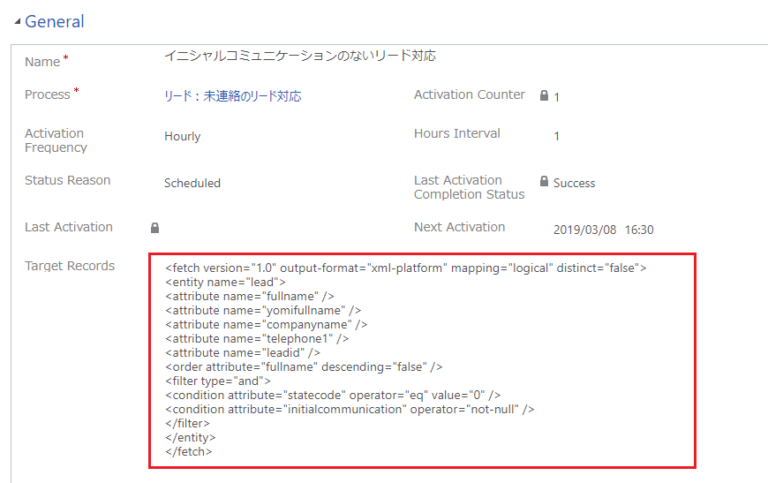 General
Name*
イニシャルコミュニケーションのないリード対応
Process*
リード：未連絡のリード対応
Activation Counter
1
Activation
Frequency
Hourly
Hours Interval
1
Status Reason
Scheduled
Last Activation
Completion Status
Success
Last Activation
Next Activation
2019/03/08 16:30
Target Records
<fetch version="1.0" output-format="xml-platform" mapping="logical" distinct="false">
<entity name="lead">
<attribute name="fullname" />
<attribute name="yomifullname" />
<attribute name="companyname" />
<attribute name="telephone1" />
<attribute name="leadid" />
<order attribute="fullname" descending="false" />
<filter type="and">
<condition attribute="statecode" operator="eq" value="0" />
<condition attribute="initialcommunication" operator="not-null" />
</filter>
</entity>
</fetch>